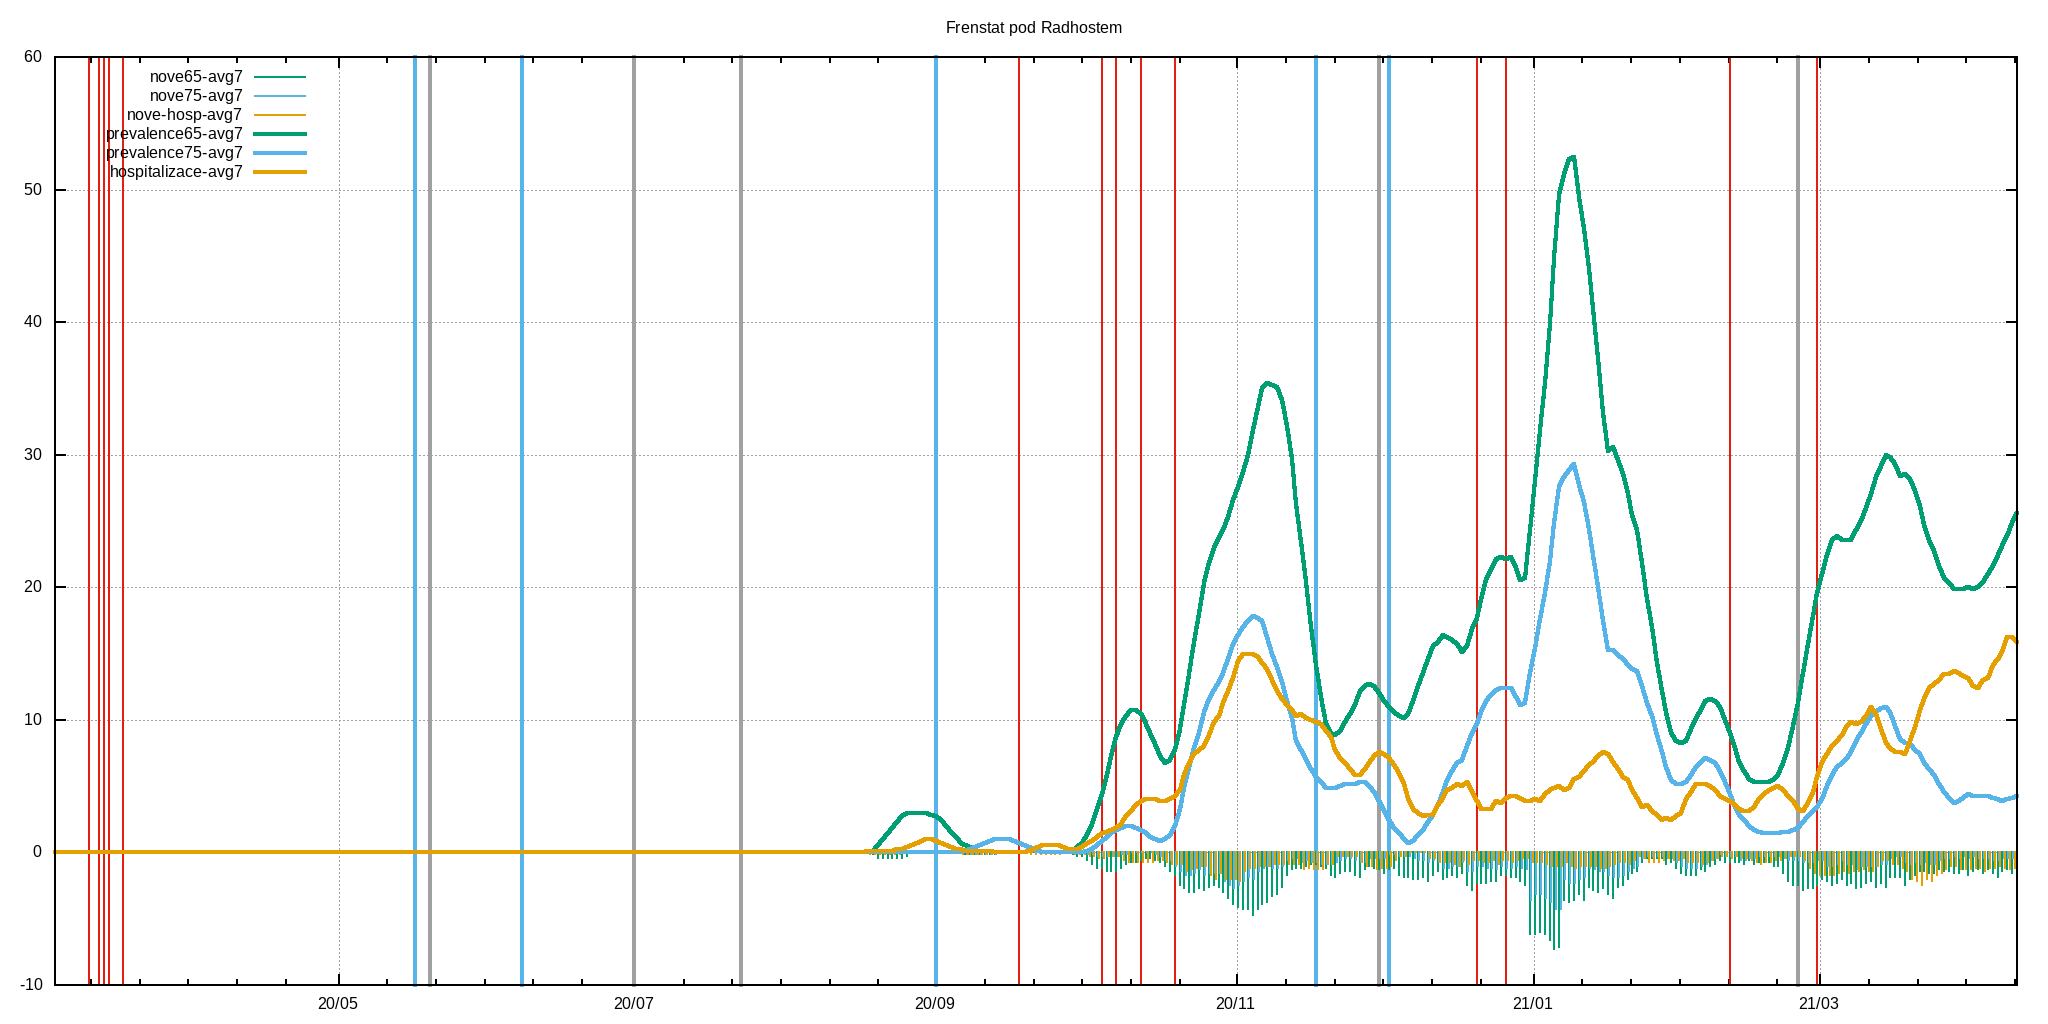 Frenstat pod Radhostem
60
50
40
30
20
10
0
-10
nove65-avg7
nove75-avg7
nove-hosp-avg7
prevalence65-avg7
prevalence75-avg7
hospitalizace-avg7
20/05 20/07 20/09 20/11 21/01 21/03